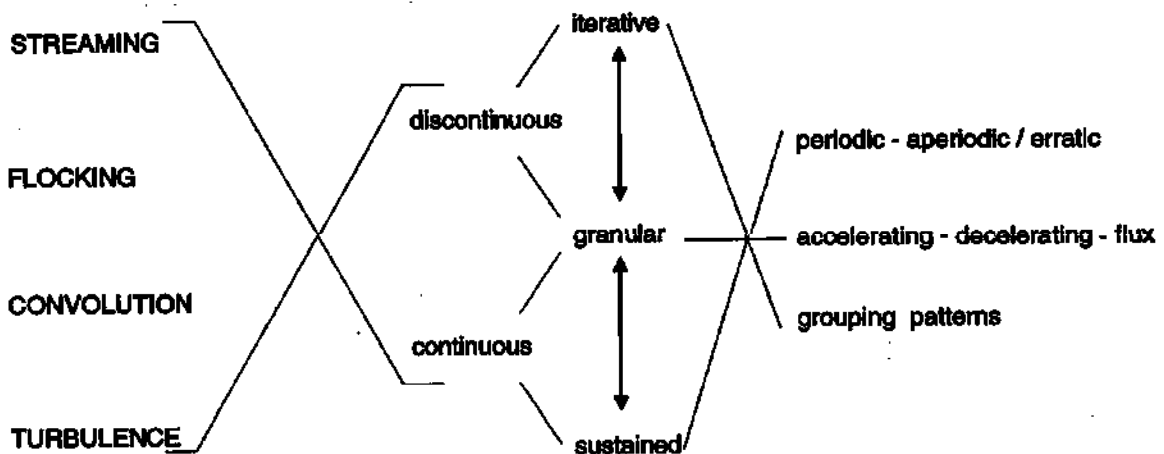 STREAMING
FLOCKING
CONVOLUTION
TURBULENCE
discontinuous
continuous
iterative
granular
sustained
periodic - aperiodic / erratic
accelerating - decelerating - flux
grouping patterns